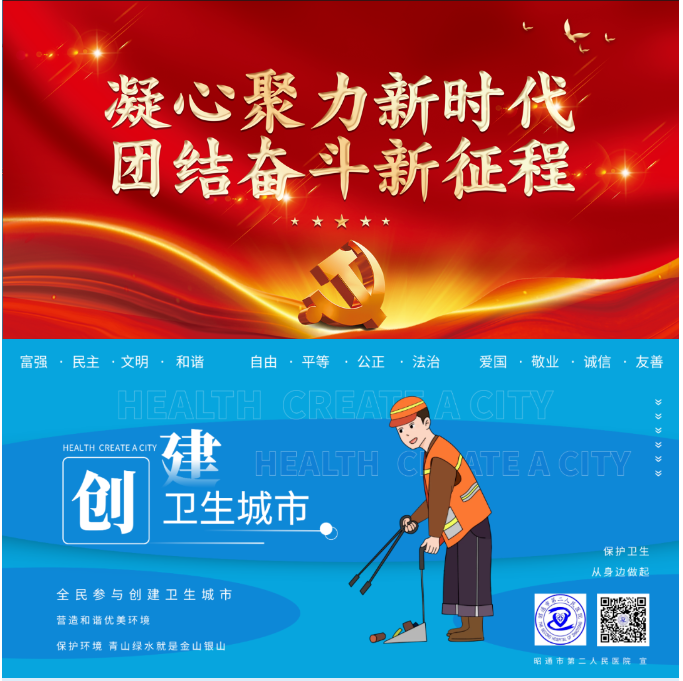 凝心聚力新时代
团结奋斗新征程
富强 · 民主 · 文明 · 和谐 自由 · 平等 · 公正 · 法治 爱国 · 敬业 · 诚信 · 友善
HEALTH CREATE A CITY
HEALTH CREATE A CITY
HEALTH CREATE A CITY
创建
卫生城市
保护卫生
从身边做起
全民参与创建卫生城市
营造和谐优美环境
保护环境 青山绿水就是金山银山
昭通市第二人民医院 宣